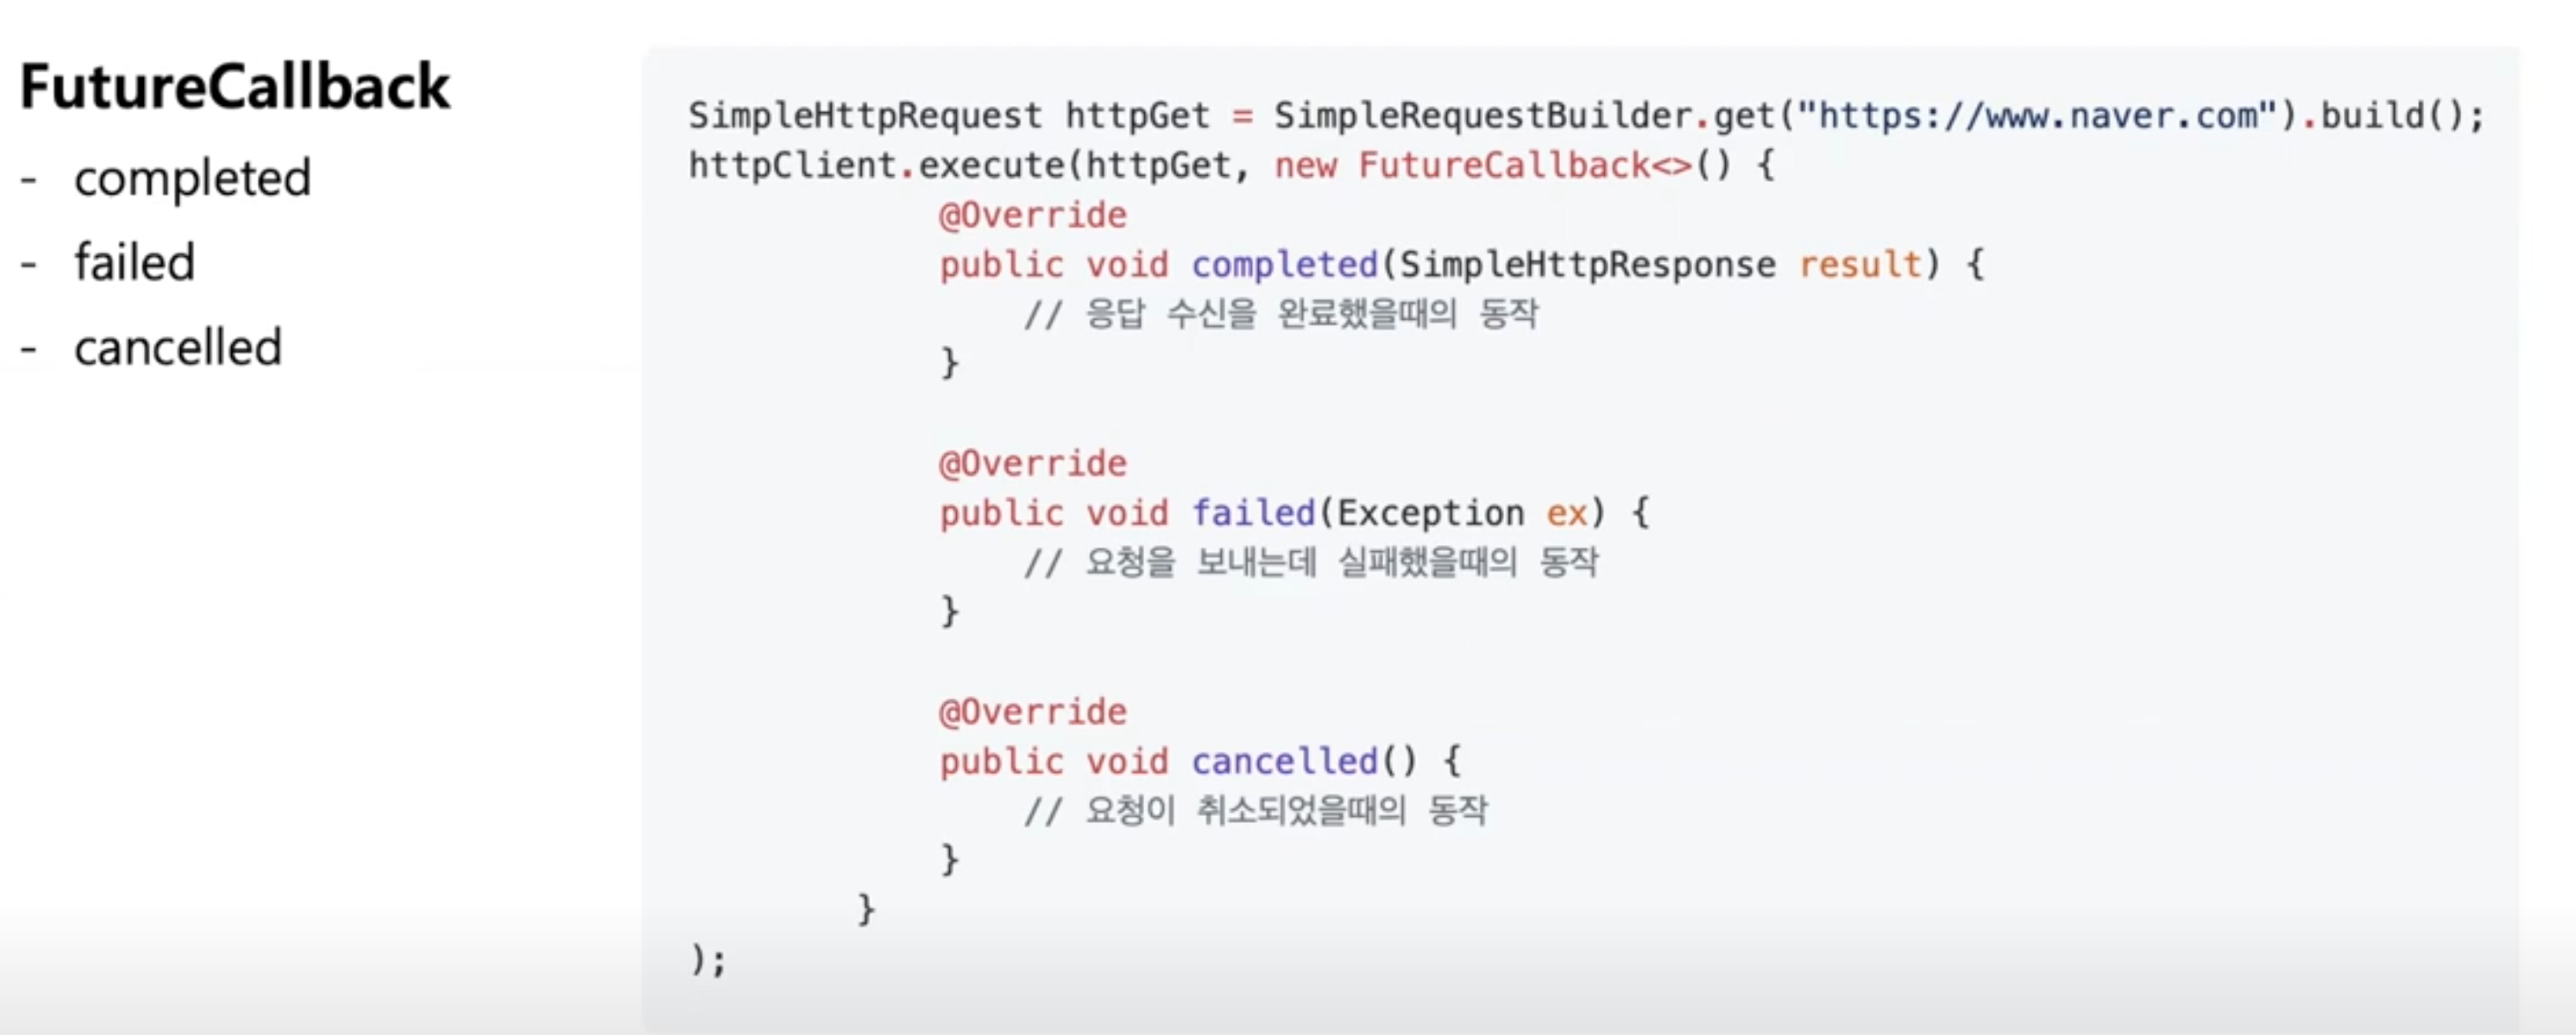 FutureCallback
- completed
- failed
- cancelled
SimpleHttpRequest httpGet = SimpleRequestBuilder.get("https://www.naver.com").build();
httpClient.execute(httpGet, new FutureCallback<>() {
@Override
public void completed(SimpleHttpResponse result) {
// 응답 수신을 완료했을때의 동작
}
@Override
public void failed(Exception ex) {
// 요청을 보내는데 실패했을때의 동작
}
@Override
public void cancelled() {
// 요청이 취소되었을때의 동작
}
}
);